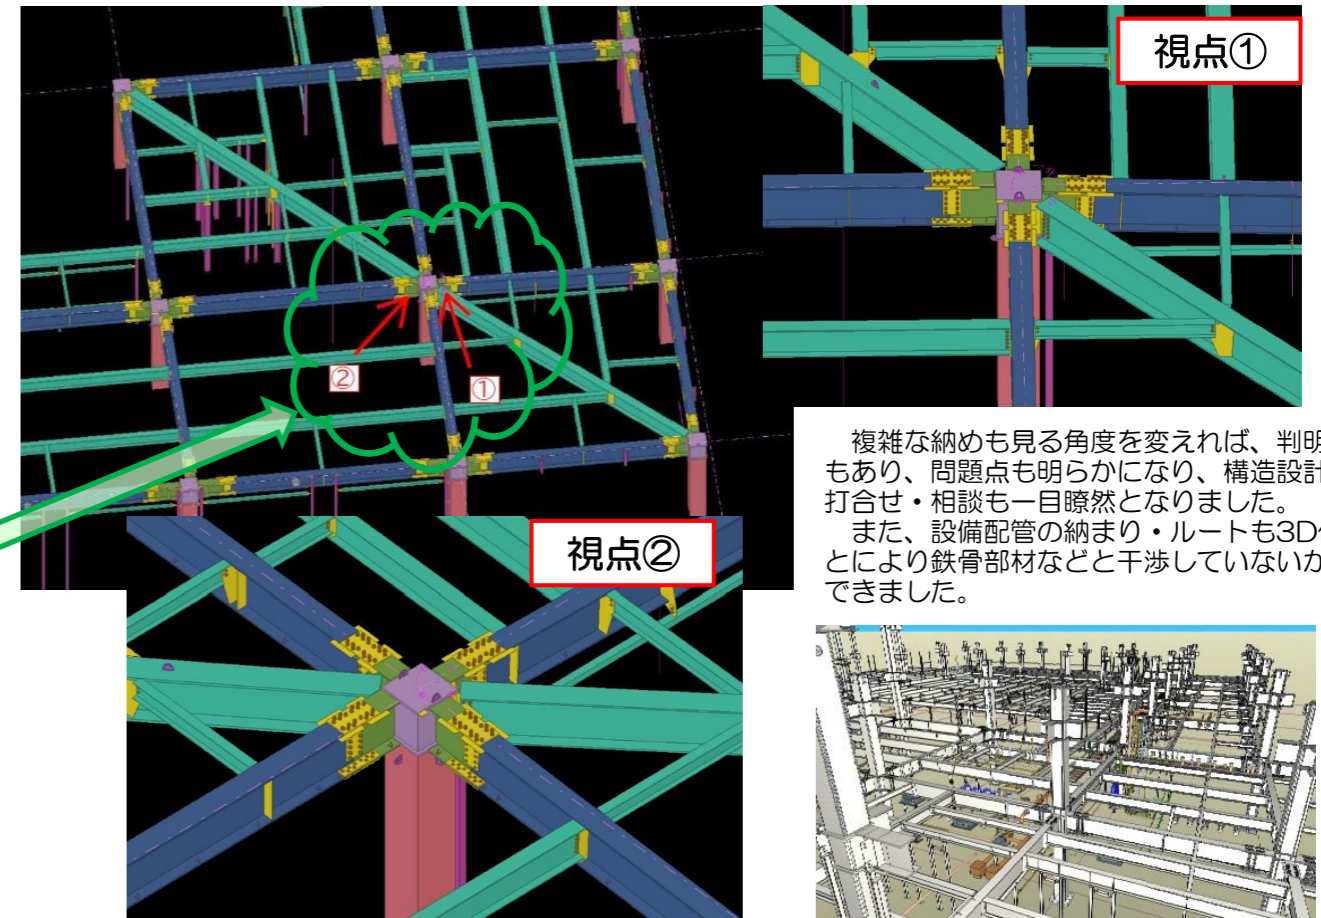 視点①
②
①
複雑な納めも見る角度を変えれば、判明
もあり、問題点も明らかになり、構造設計
打合せ・相談も一目瞭然となりました。
また、設備配管の納まり・ルートも3D
とにより鉄骨部材などと干渉していないか
できました。
視点②